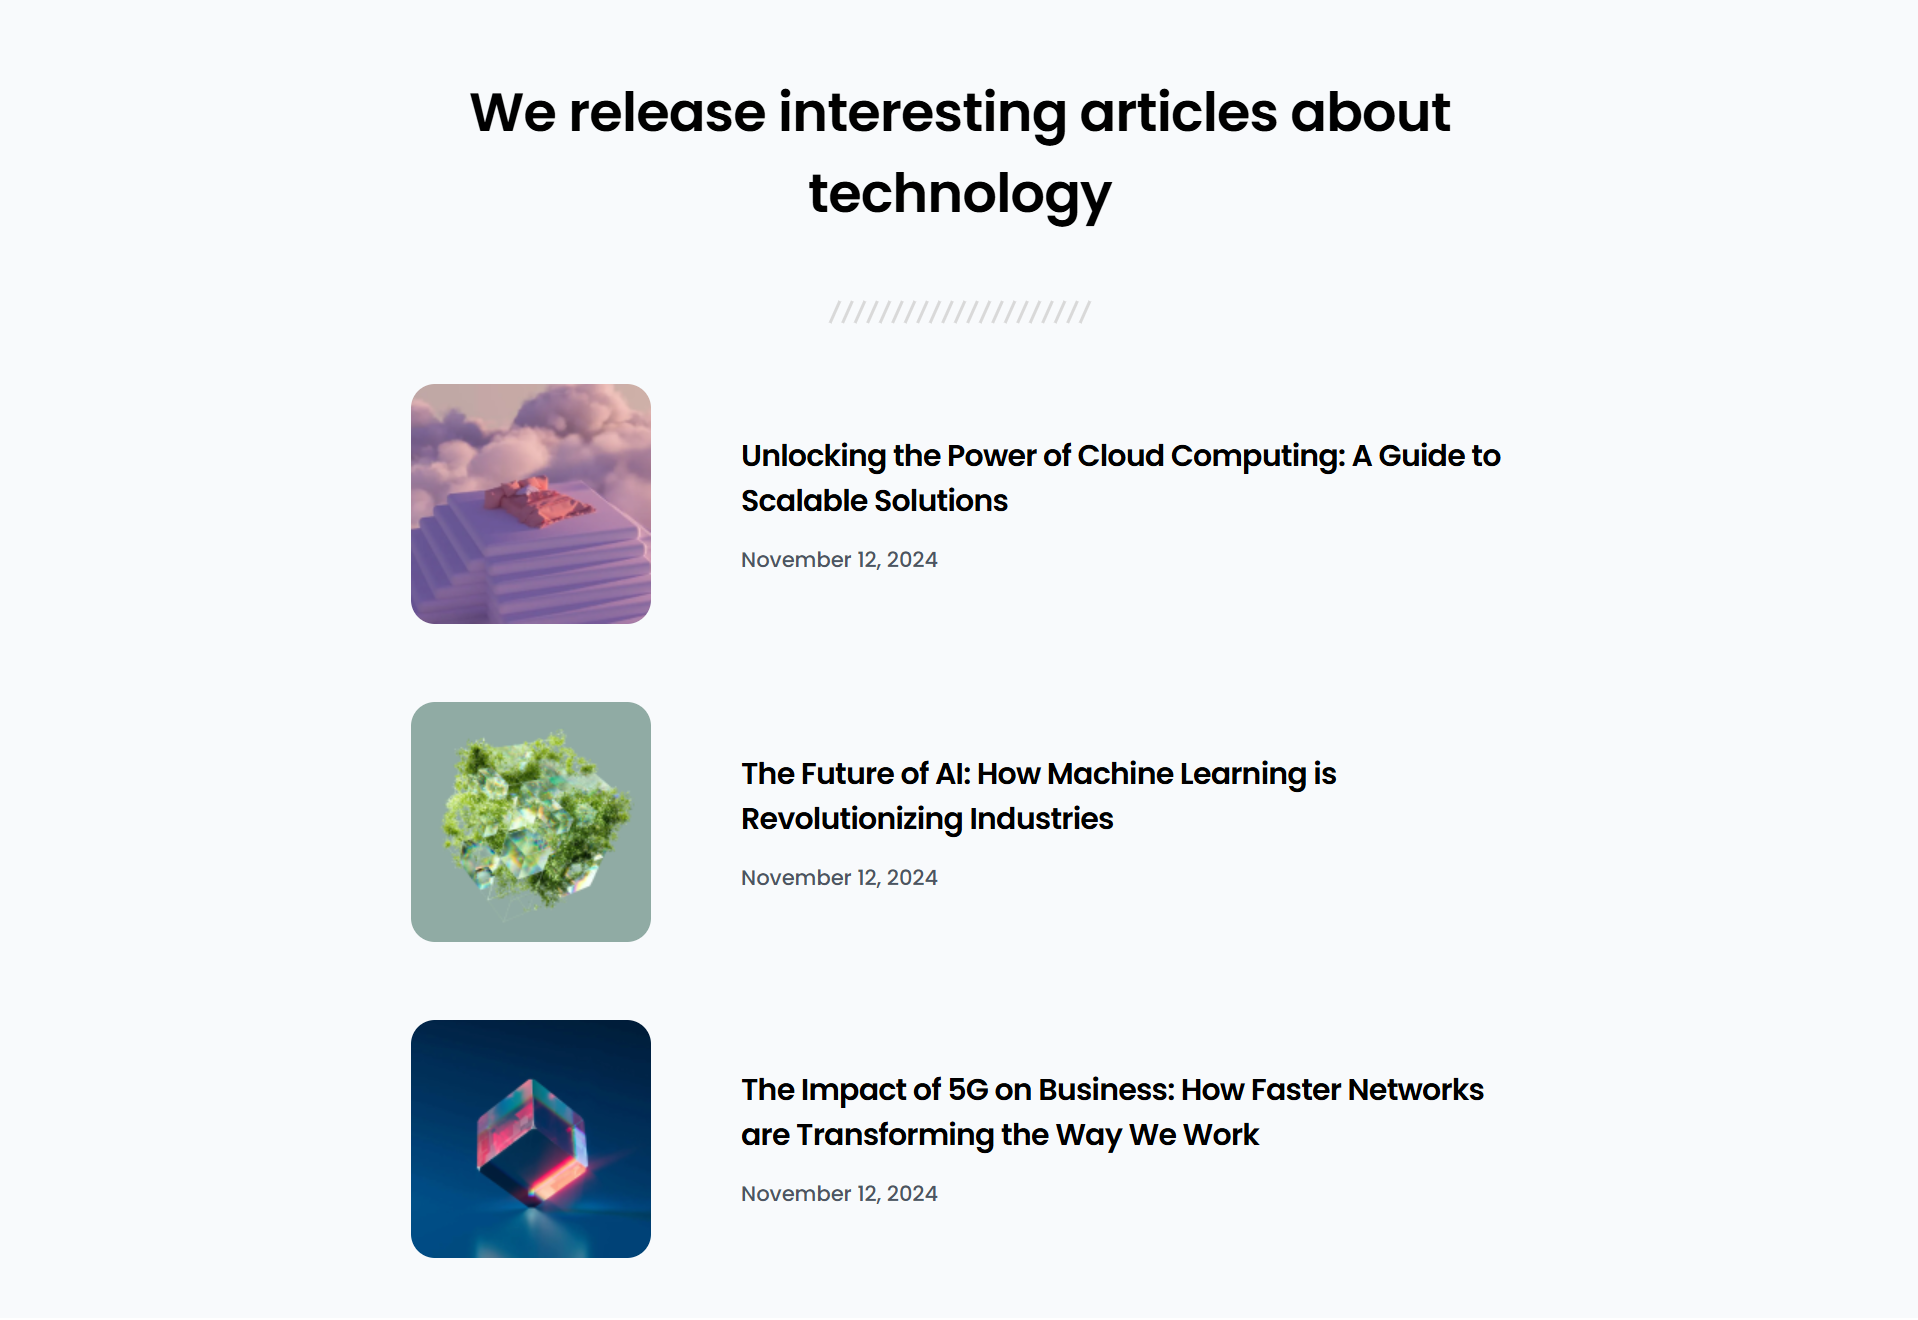 We release interesting articles about
technology
Unlocking the Power of Cloud Computing: A Guide to
Scalable Solutions
November 12, 2024
The Future of AI: How Machine Learning is
Revolutionizing Industries
November 12, 2024
The Impact of 5G on Business: How Faster Networks
are Transforming the Way We Work
November 12, 2024